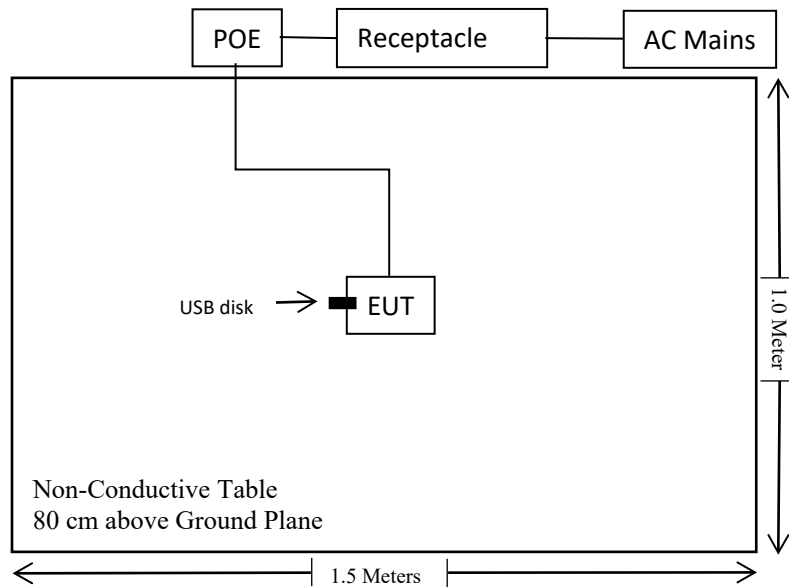 POE
Receptacle
AC Mains
USB disk
EUT
1.0 Meter
Non-Conductive Table
80 cm above Ground Plane
1.5 Meters